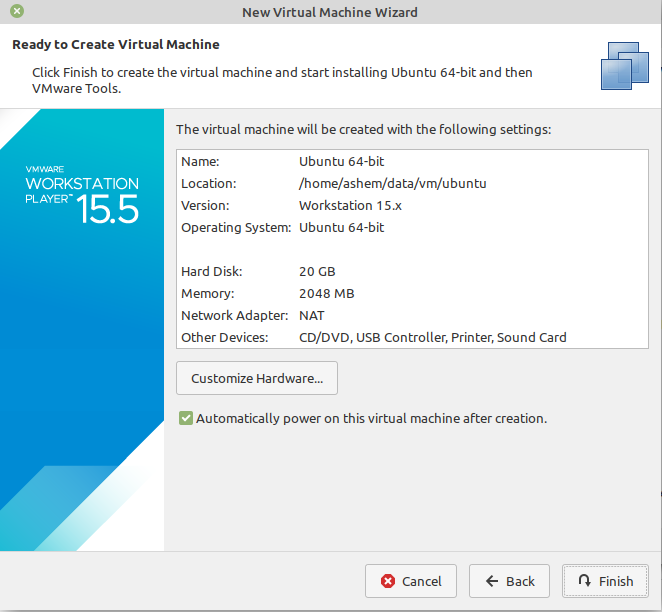 New Virtual Machine Wizard
Ready to Create Virtual Machine
Click Finish to create the virtual machine and start installing Ubuntu 64-bit and then
VMware Tools.
The virtual machine will be created with the following settings:
VMWARE
WORKSTATION
PLAYER™ 15.5
Name: Ubuntu 64-bit
Location: /home/ashem/data/vm/ubuntu
Version: Workstation 15.x
Operating System: Ubuntu 64-bit
Hard Disk: 20 GB
Memory: 2048 MB
Network Adapter: NAT
Other Devices: CD/DVD, USB Controller, Printer, Sound Card
Customize Hardware...
Automatically power on this virtual machine after creation.
Cancel Back Finish